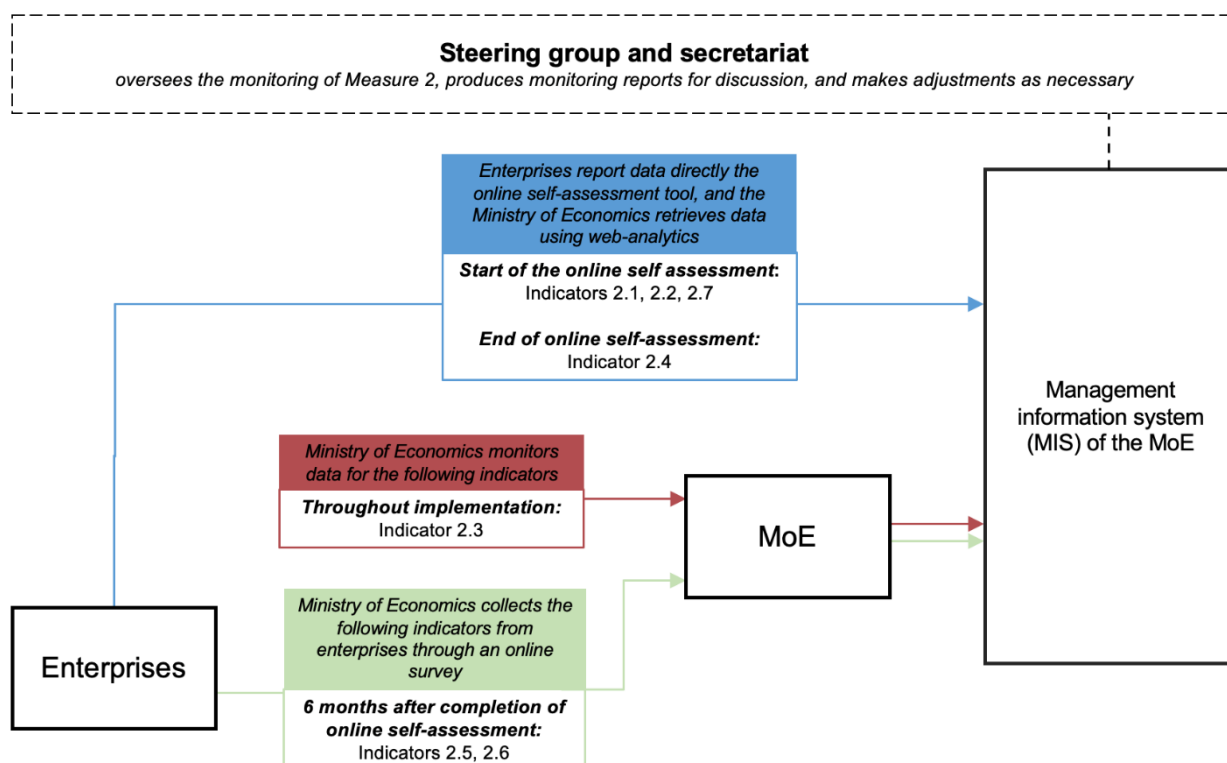 Steering group and secretariat
oversees the monitoring of Measure 2, produces monitoring reports for discussion, and makes adjustments as necessary
Enterprises report data directly the
online self-assessment tool, and the
Ministry of Economics retrieves data
using web-analytics
Start of the online self assessment:
Indicators 2.1, 2.2, 2.7
End of online self-assessment:
Indicator 2.4
Management
information system
(MIS) of the MoE
Ministry of Economics monitors
data for the following indicators
Throughout implementation:
Indicator 2.3
MoE
Enterprises
Ministry of Economics collects the
following indicators from
enterprises through an online
survey
6 months after completion of
online self-assessment:
Indicators 2.5, 2.6